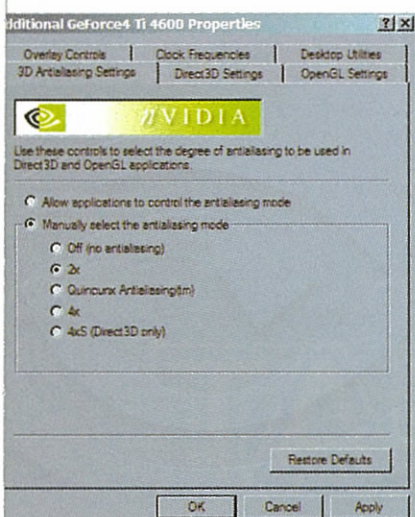 dditional GeForce4 Ti 4600 Properties
Overlay Controls
Clock Frequencies
Desktop Utilities
3D Antialiasing Settings
Direct3D Settings
OpenGL Settings
nVIDIA
Use these controls to select the degree of antialiasing to be used in
Direct3D and OpenGL applications.
Allow applications to control the antialiasing mode
Manually select the antialiasing mode
Off (no antialiasing)
2x
Quincunx Antialiasing(tm)
4x
4xS (Direct3D only)
Restore Defaults
OK
Cancel
Apply